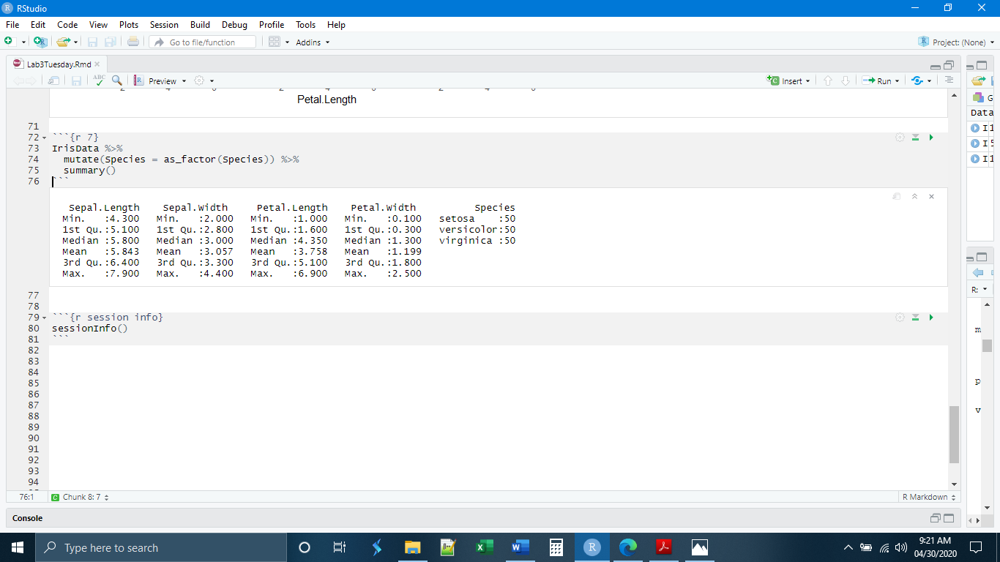 RStudio
File Edit Code View Plots Session Build Debug Profile Tools Help
Go to file/function Addins Project: (None)
Lab3Tuesday.Rmd
ABC Preview Insert Run
Petal.Length
71
72 ```{r 7}
73 IrisData %>%
74   mutate(Species = as_factor(Species)) %>%
75   summary()
76 ```
Sepal.Length Sepal.Width Petal.Length Petal.Width Species
Min. :4.300 Min. :2.000 Min. :1.000 Min. :0.100 setosa :50
1st Qu.:5.100 1st Qu.:2.800 1st Qu.:1.600 1st Qu.:0.300 versicolor:50
Median :5.800 Median :3.000 Median :4.350 Median :1.300 virginica :50
Mean :5.843 Mean :3.057 Mean :3.758 Mean :1.199
3rd Qu.:6.400 3rd Qu.:3.300 3rd Qu.:5.100 3rd Qu.:1.800
Max. :7.900 Max. :4.400 Max. :6.900 Max. :2.500
77
78
79 ```{r session info}
80 sessionInfo()
81 ```
82
83
84
85
86
87
88
89
90
91
92
93
94
76:1 C Chunk 8: 7 R Markdown
Console
G
Data
I1
I5
I1
R:
m
p
v
Type here to search
9:21 AM
04/30/2020